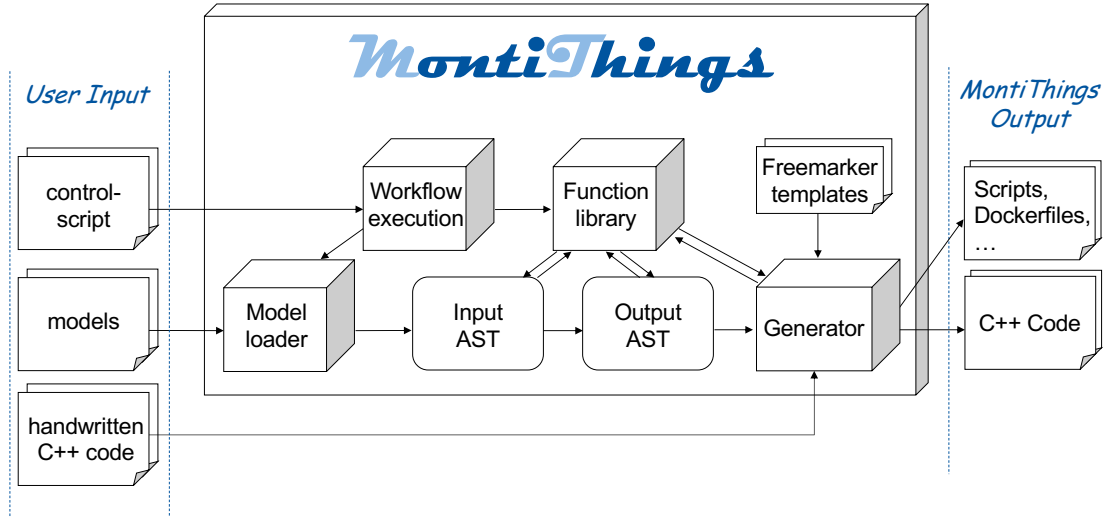 MontiThings
User Input
control-
script
models
handwritten
C++ code
Workflow
execution
Function
library
Freemarker
templates
Model
loader
Input
AST
Output
AST
Generator
MontiThings
Output
Scripts,
Dockerfiles,
...
C++ Code